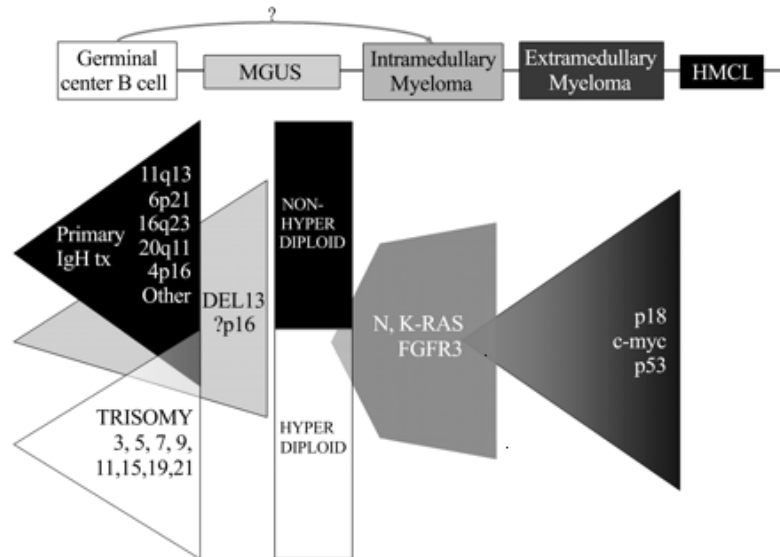 ?
Germinal
center B cell
MGUS
Intramedullary
Myeloma
Extramedullary
Myeloma
HMCL
Primary
IgH tx
11q13
6p21
16q23
20q11
4p16
Other
DEL13
?p16
TRISOMY
3, 5, 7, 9,
11,15,19,21
NON-
HYPER
DIPLOID
HYPER
DIPLOID
N, K-RAS
FGFR3
p18
c-myc
p53